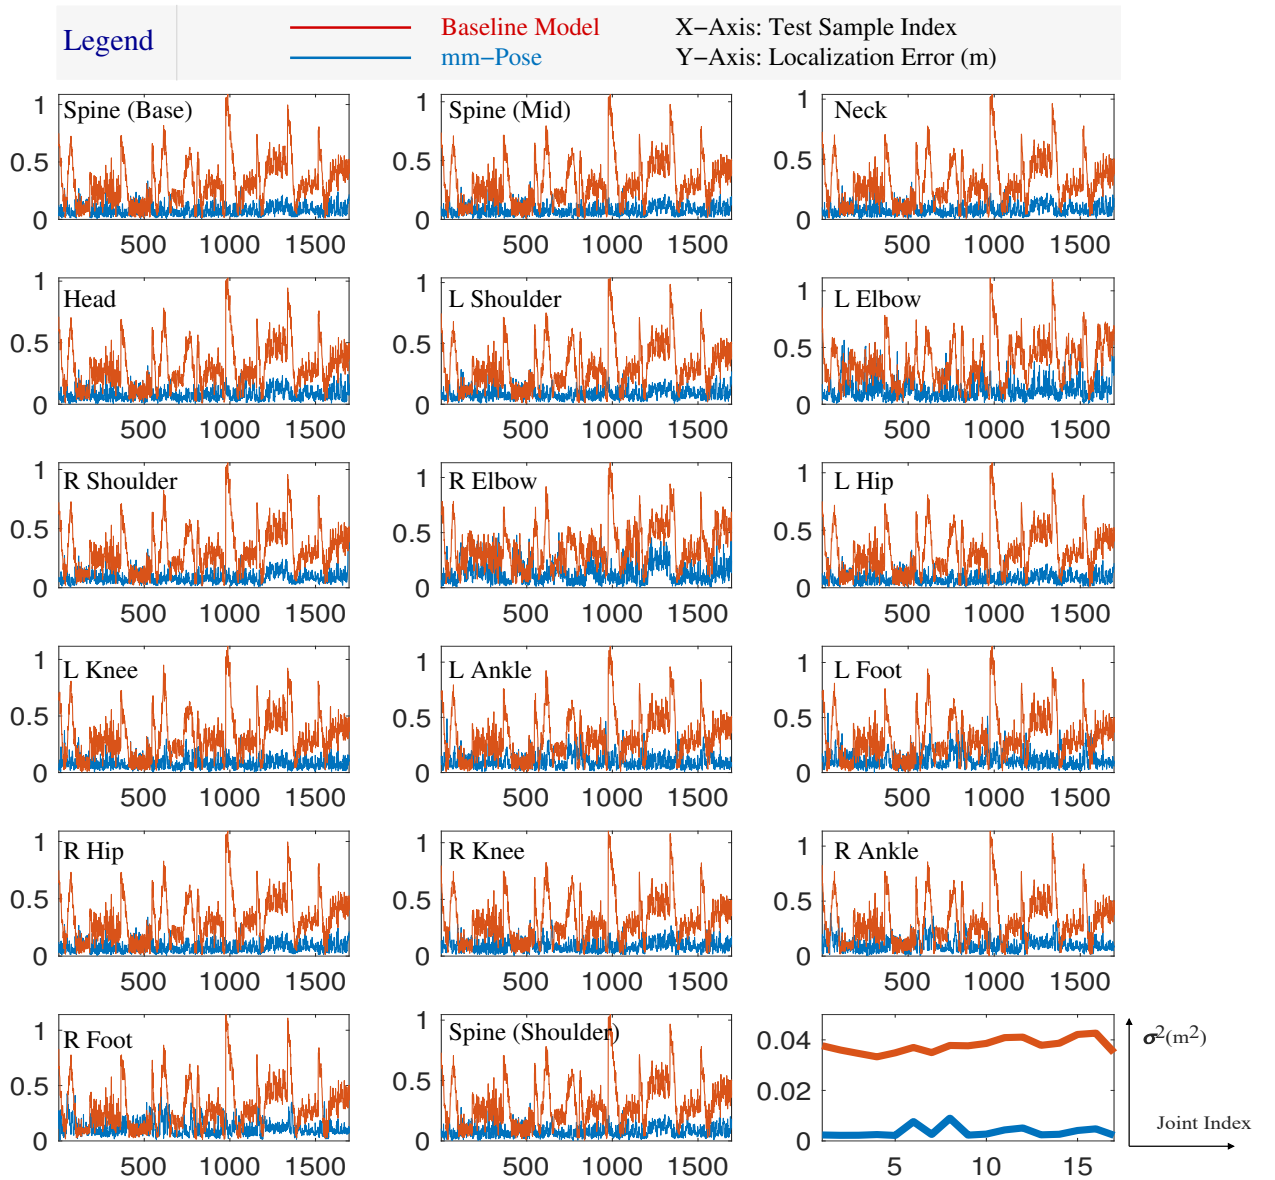 Legend
Baseline Model
X−Axis: Test Sample Index
mm−Pose
Y−Axis: Localization Error (m)
Spine (Base)
1
0.5
0
500 1000 1500
Spine (Mid)
1
0.5
0
500 1000 1500
Neck
1
0.5
0
500 1000 1500
Head
1
0.5
0
500 1000 1500
L Shoulder
1
0.5
0
500 1000 1500
L Elbow
1
0.5
0
500 1000 1500
R Shoulder
1
0.5
0
500 1000 1500
R Elbow
1
0.5
0
500 1000 1500
L Hip
1
0.5
0
500 1000 1500
L Knee
1
0.5
0
500 1000 1500
L Ankle
1
0.5
0
500 1000 1500
L Foot
1
0.5
0
500 1000 1500
R Hip
1
0.5
0
500 1000 1500
R Knee
1
0.5
0
500 1000 1500
R Ankle
1
0.5
0
500 1000 1500
R Foot
1
0.5
0
500 1000 1500
Spine (Shoulder)
1
0.5
0
500 1000 1500
0.04
0.02
0
5 10 15
σ²(m²)
Joint Index